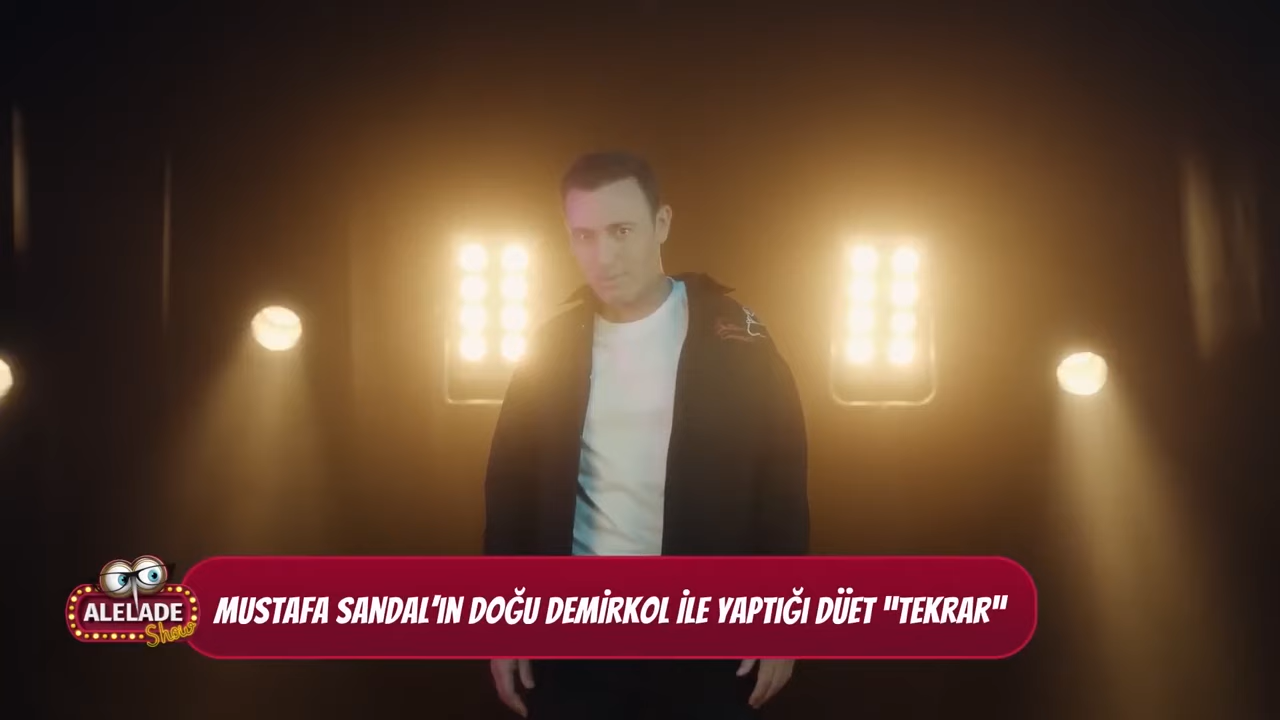 ALELADE
Show
MUSTAFA SANDAL'IN DOĞU DEMİRKOL İLE YAPTIĞI DÜET "TEKRAR"